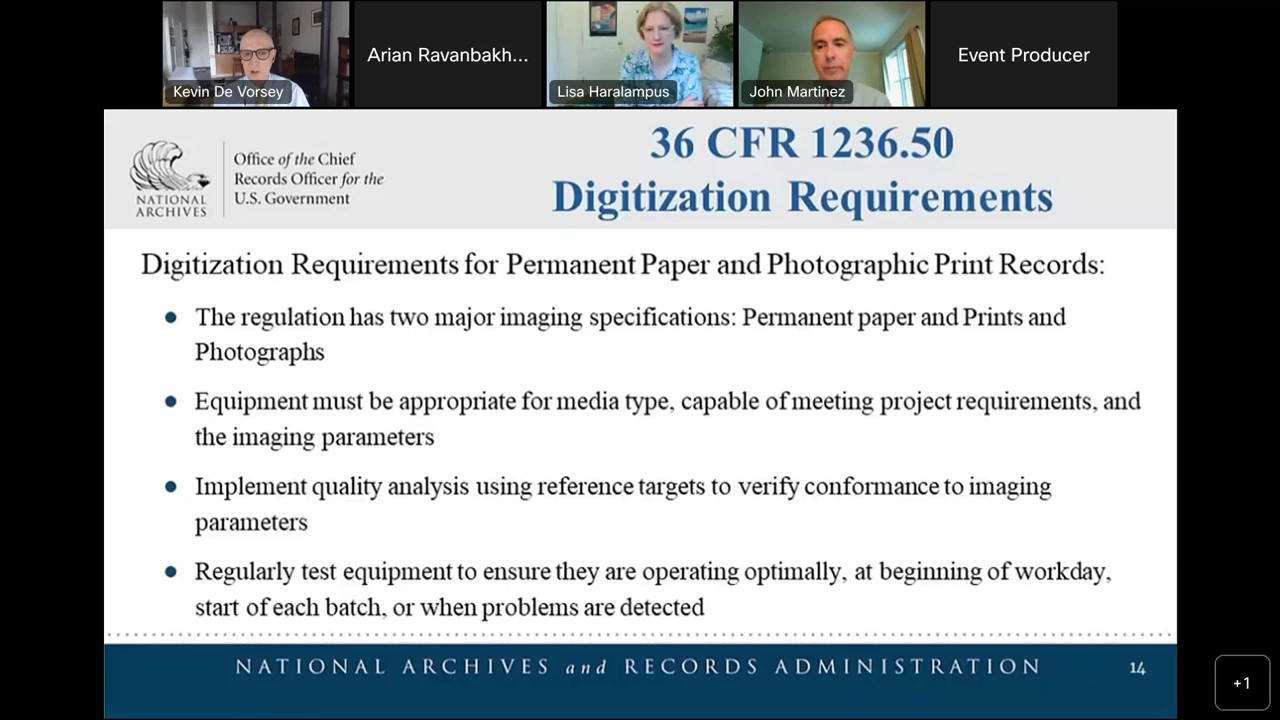 Kevin De Vorsey
Arian Ravanbakh...
Lisa Haralampus
John Martinez
Event Producer
NATIONAL
ARCHIVES
Office of the Chief
Records Officer for the
U.S. Government
36 CFR 1236.50
Digitization Requirements
Digitization Requirements for Permanent Paper and Photographic Print Records:
● The regulation has two major imaging specifications: Permanent paper and Prints and
Photographs
● Equipment must be appropriate for media type, capable of meeting project requirements, and
the imaging parameters
● Implement quality analysis using reference targets to verify conformance to imaging
parameters
● Regularly test equipment to ensure they are operating optimally, at beginning of workday,
start of each batch, or when problems are detected
NATIONAL ARCHIVES and RECORDS ADMINISTRATION
14
+1